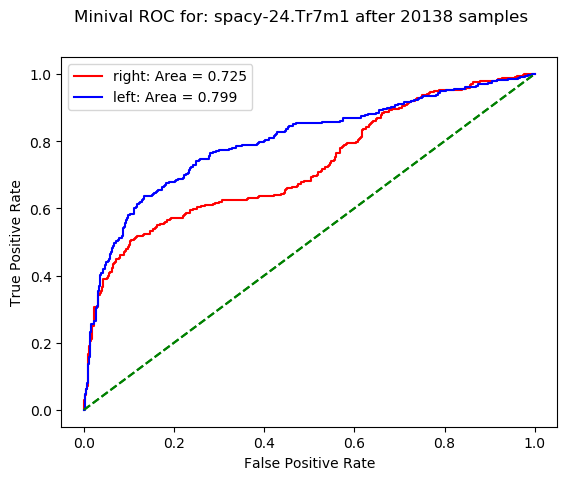 Minival ROC for: spacy-24.Tr7m1 after 20138 samples
right: Area = 0.725
left: Area = 0.799
True Positive Rate
1.0
0.8
0.6
0.4
0.2
0.0
0.0 0.2 0.4 0.6 0.8 1.0
False Positive Rate